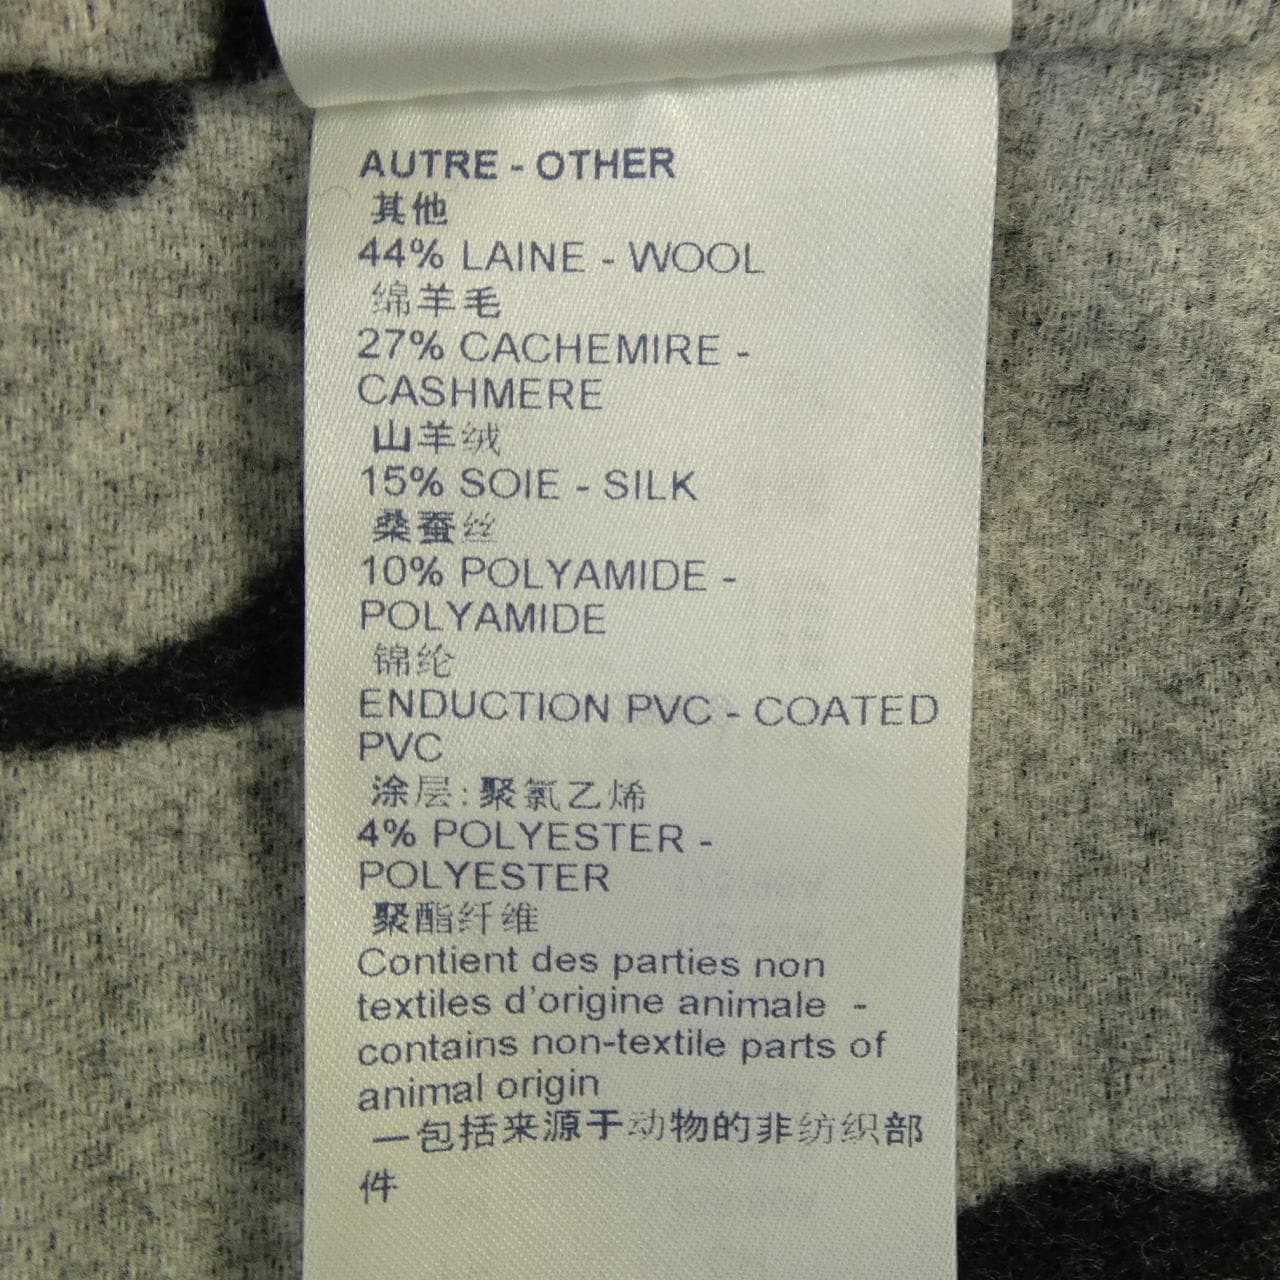 AUTRE - OTHER
其他
44% LAINE - WOOL
绵羊毛
27% CACHEMIRE -
CASHMERE
山羊绒
15% SOIE - SILK
桑蚕丝
10% POLYAMIDE -
POLYAMIDE
锦纶
ENDUCTION PVC - COATED
PVC
涂层:聚氯乙烯
4% POLYESTER -
POLYESTER
聚酯纤维
Contient des parties non
textiles d'origine animale -
contains non-textile parts of
animal origin
一包括来源于动物的非纺织部
件